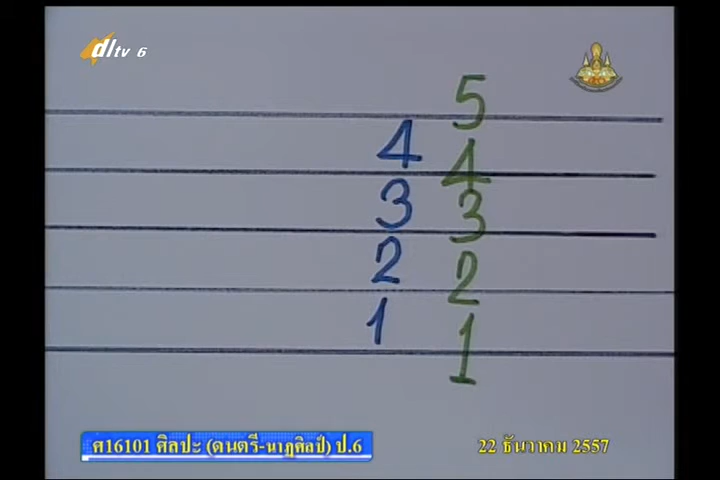 dltv 6
5
4 4
3 3
2 2
1 1
ศ16101 ศิลปะ (ดนตรี-นาฏศิลป์) ป.6
22 ธันวาคม 2557